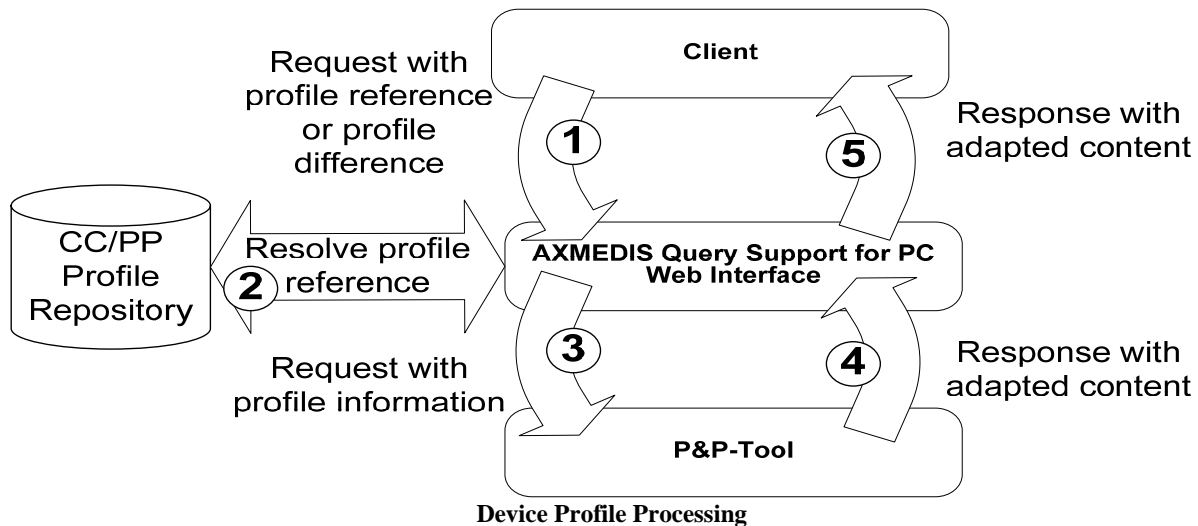 Client
Request with
profile reference
or profile
difference
1
5
Response with
adapted content
CC/PP
Profile
Repository
Resolve profile
reference
2
AXMEDIS Query Support for PC
Web Interface
Request with
profile information
3
4
Response with
adapted content
P&P-Tool
Device Profile Processing